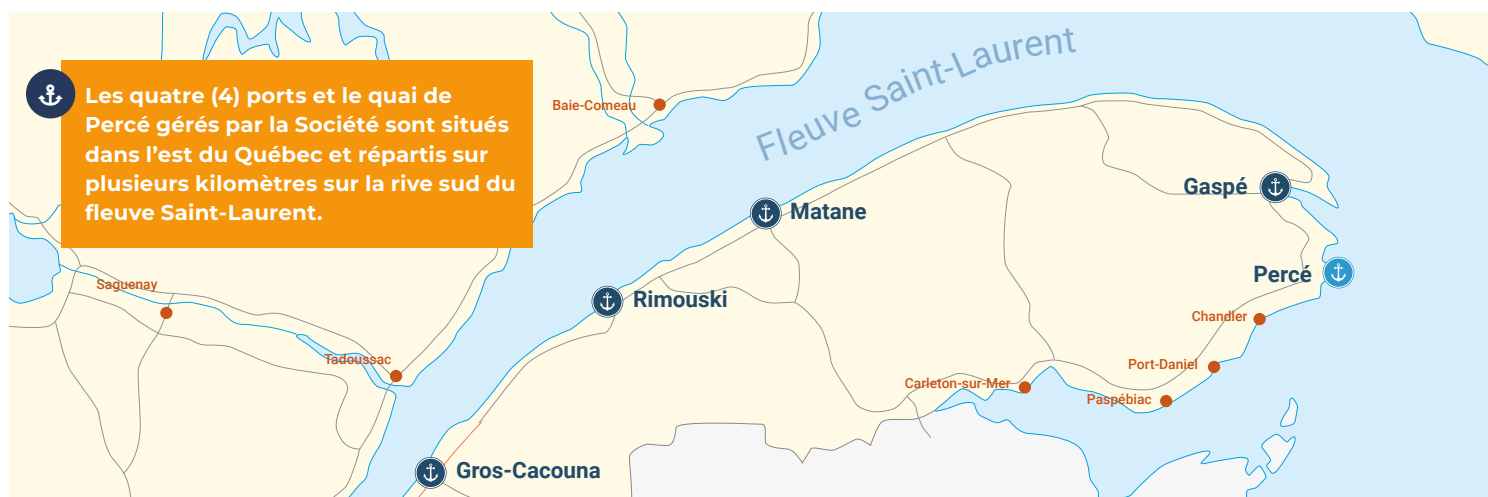 Fleuve Saint-Laurent
Les quatre (4) ports et le quai de
Percé gérés par la Société sont situés
dans l'est du Québec et répartis sur
plusieurs kilomètres sur la rive sud du
fleuve Saint-Laurent.
Baie-Comeau
Gaspé
Matane
Percé
Saguenay
Rimouski
Chandler
Tadoussac
Port-Daniel
Carleton-sur-Mer
Paspébiac
Gros-Cacouna